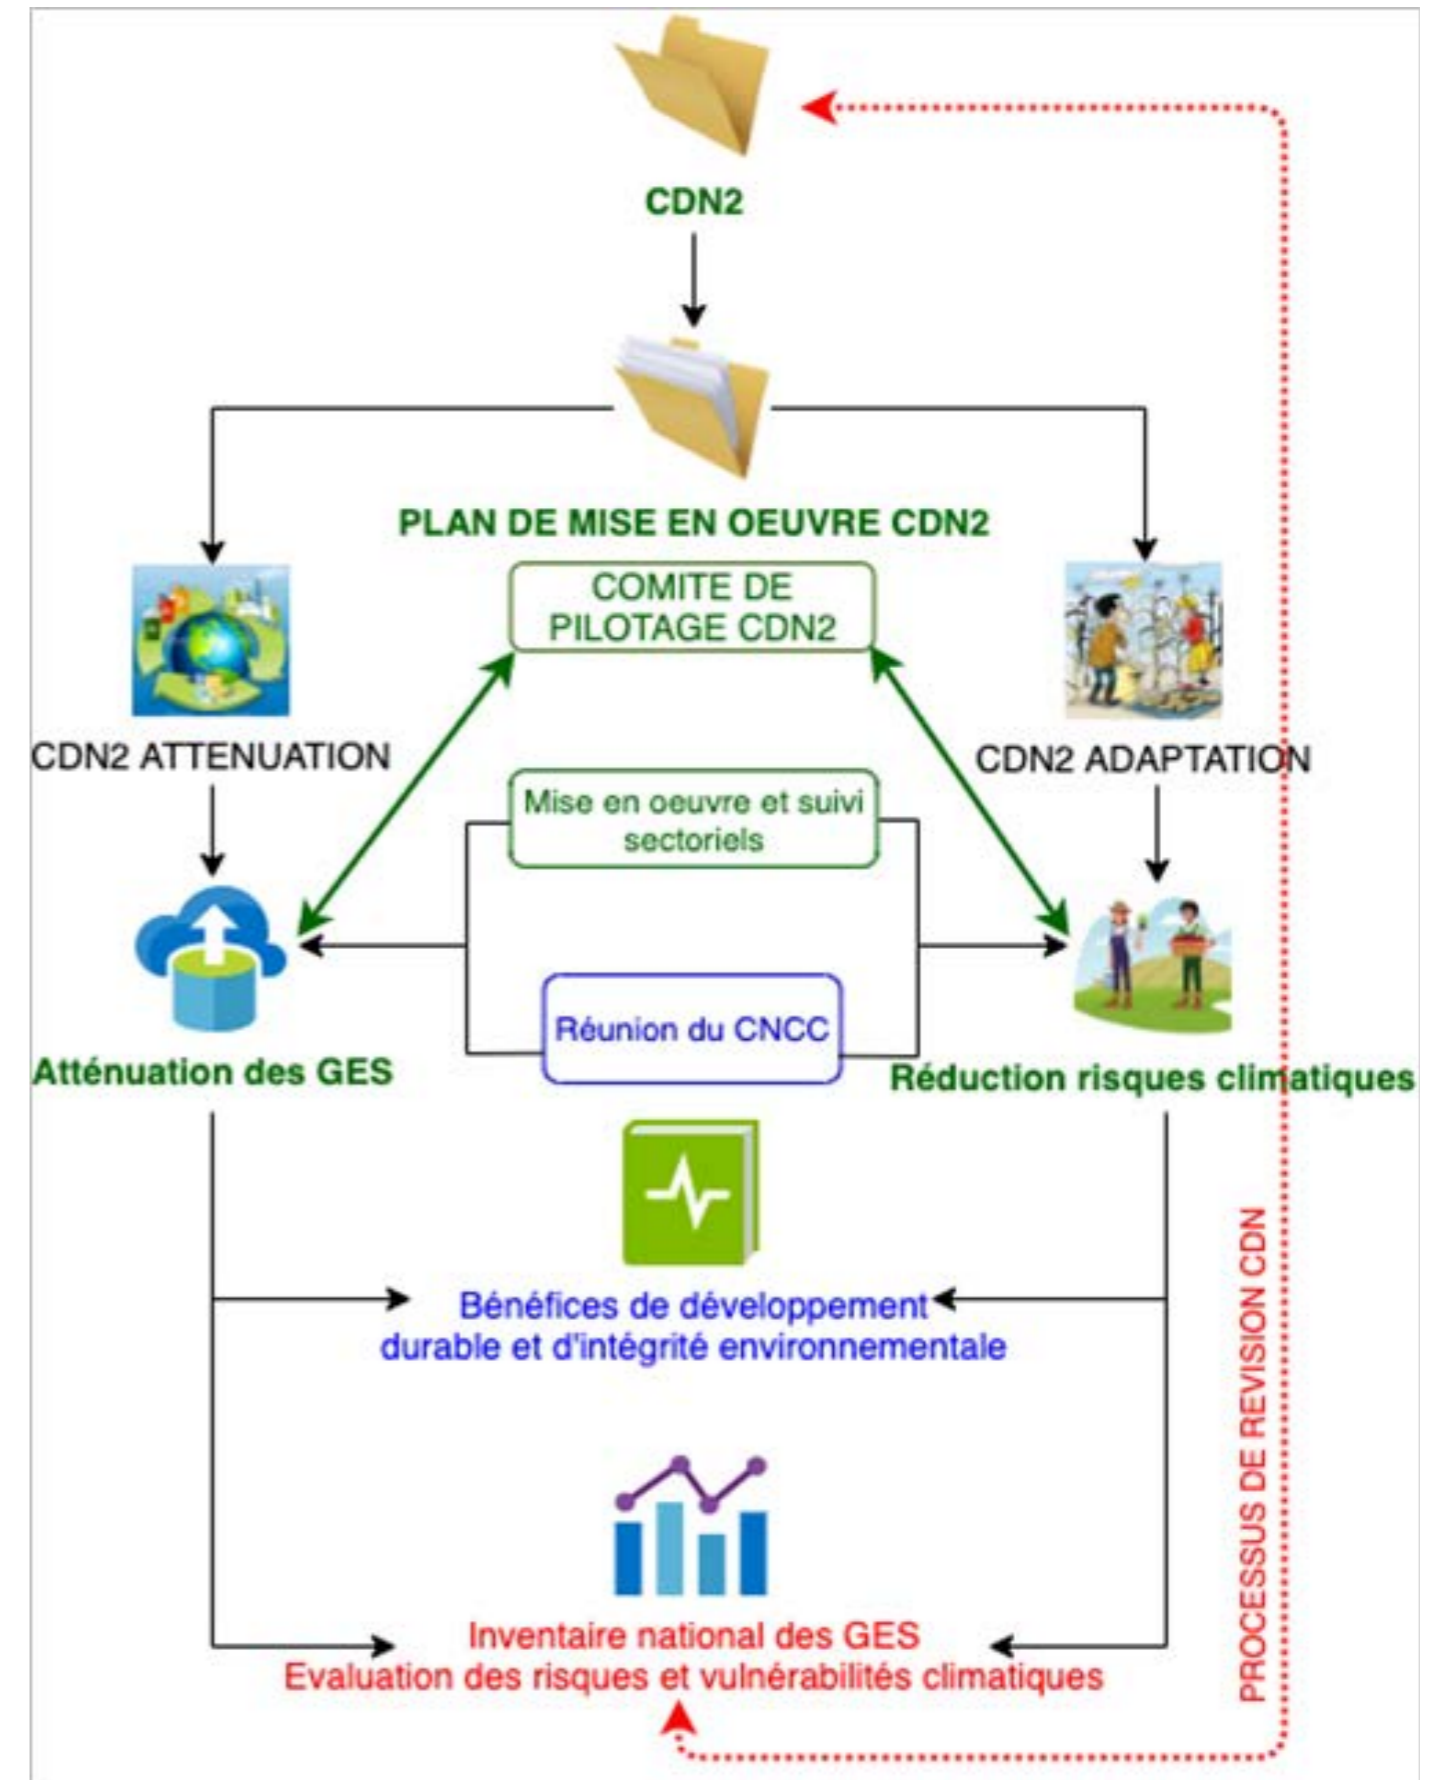 CDN2
PLAN DE MISE EN OEUVRE CDN2
COMITE DE
PILOTAGE CDN2
CDN2 ATTENUATION
CDN2 ADAPTATION
Mise en oeuvre et suivi
sectoriels
Réunion du CNCC
Atténuation des GES
Réduction risques climatiques
Bénéfices de développement
durable et d'intégrité environnementale
PROCESSUS DE REVISION CDN
Inventaire national des GES
Evaluation des risques et vulnérabilités climatiques